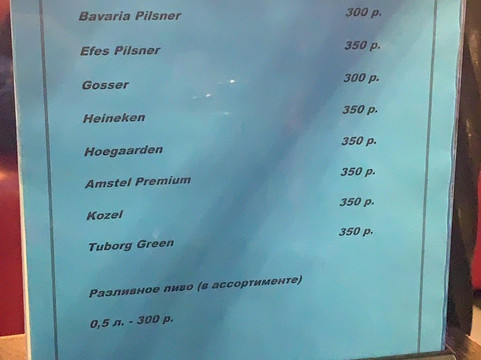 Bavaria Pilsner 300 р.
Efes Pilsner 350 р.
Gosser 300 р.
Heineken 350 р.
Hoegaarden 350 р.
Amstel Premium 350 р.
Kozel 350 р.
Tuborg Green 350 р.
Разливное пиво (в ассортименте)
0,5 л. - 300 р.